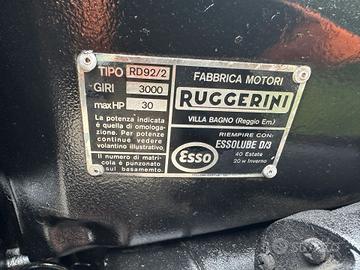 TIPO RD92/2
GIRI 3000
max HP 30
La potenza indicata
è quella di omologa-
zione. Per potenze
continue vedere
volantino illustrativo.
Il numero di matri-
cola è punzonato
sul basamento.
FABBRICA MOTORI
RUGGERINI
VILLA BAGNO (Reggio Em.)
RIEMPIRE CON:
ESSOLUBE D/3
40 Estate
20w Inverno
Esso